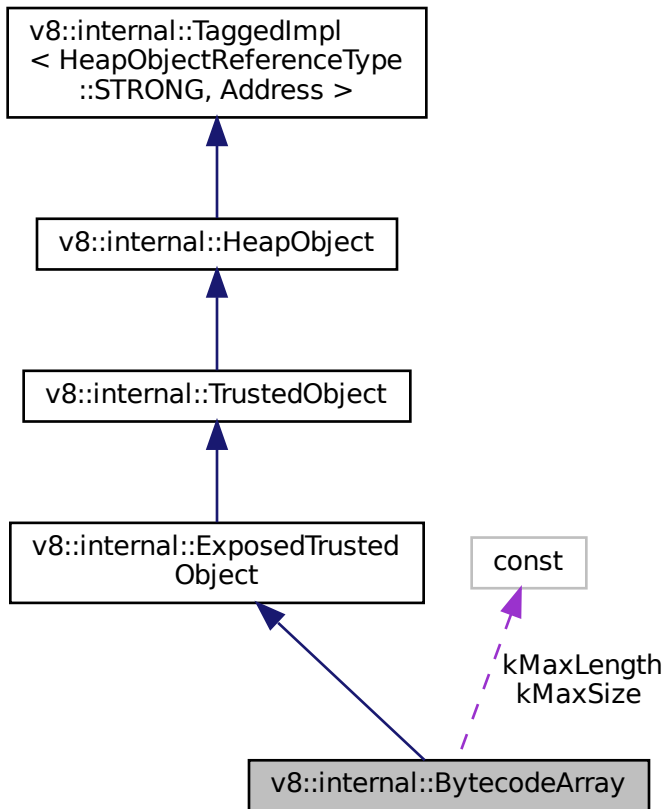 v8::internal::TaggedImpl
< HeapObjectReferenceType
::STRONG, Address >
v8::internal::HeapObject
v8::internal::TrustedObject
v8::internal::ExposedTrusted
Object
const
kMaxLength
kMaxSize
v8::internal::BytecodeArray